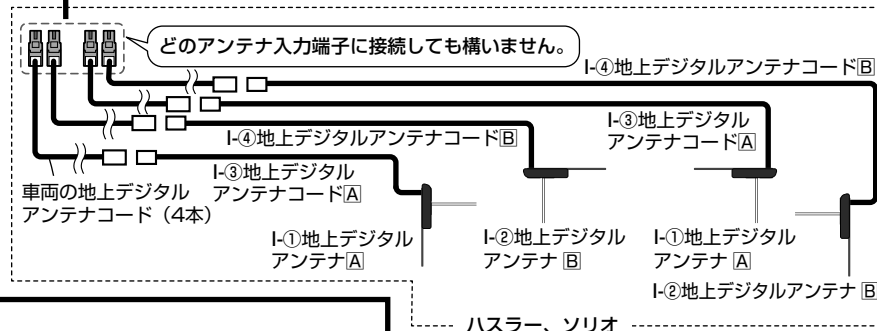 どのアンテナ入力端子に接続しても構いません。
I-④地上デジタルアンテナコードB
I-③地上デジタル
アンテナコードA
I-④地上デジタルアンテナコードB
I-③地上デジタル
アンテナコードA
車両の地上デジタル
アンテナコード（4本）
I-①地上デジタル
アンテナA
I-②地上デジタル
アンテナ B
I-①地上デジタル
アンテナ A
I-②地上デジタルアンテナ B
ハスラー、ソリオ